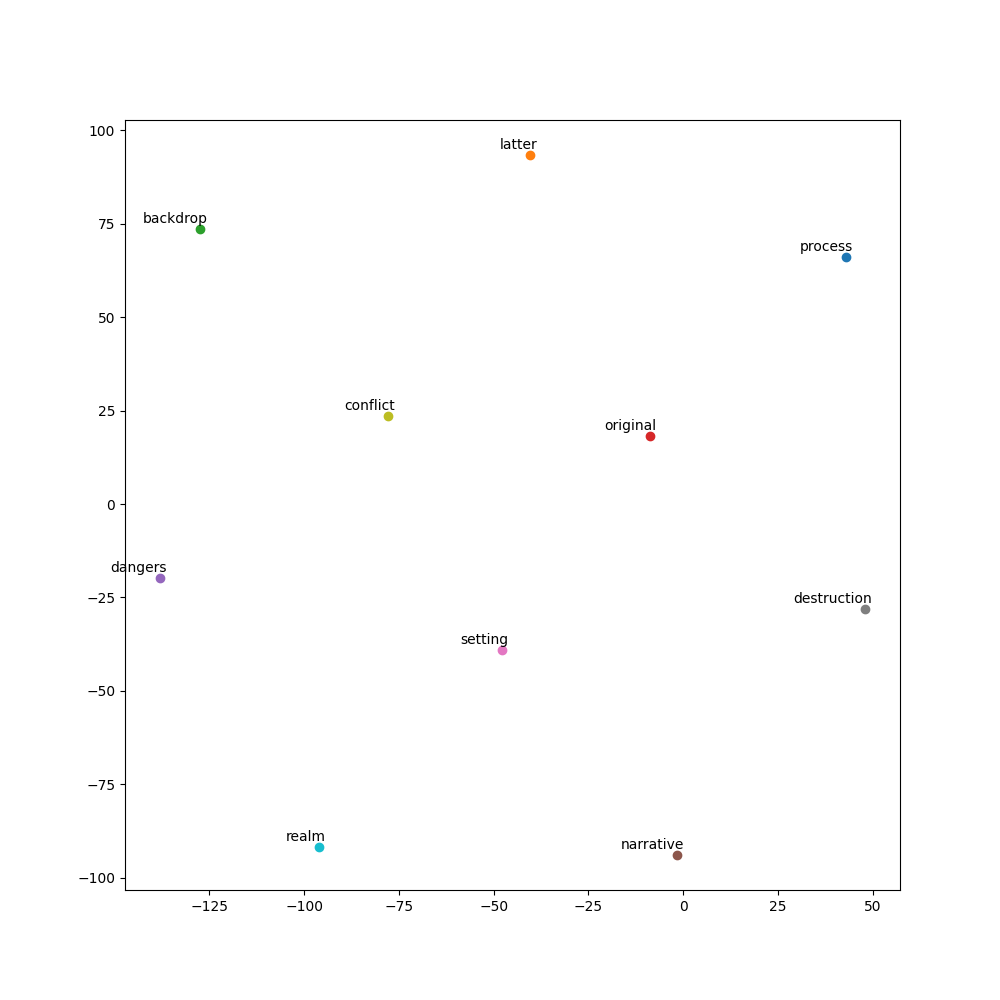 100
latter
backdrop
75
process
50
conflict
25
original
0
dangers
−25
destruction
setting
−50
−75
realm
narrative
−100
−125 −100 −75 −50 −25 0 25 50